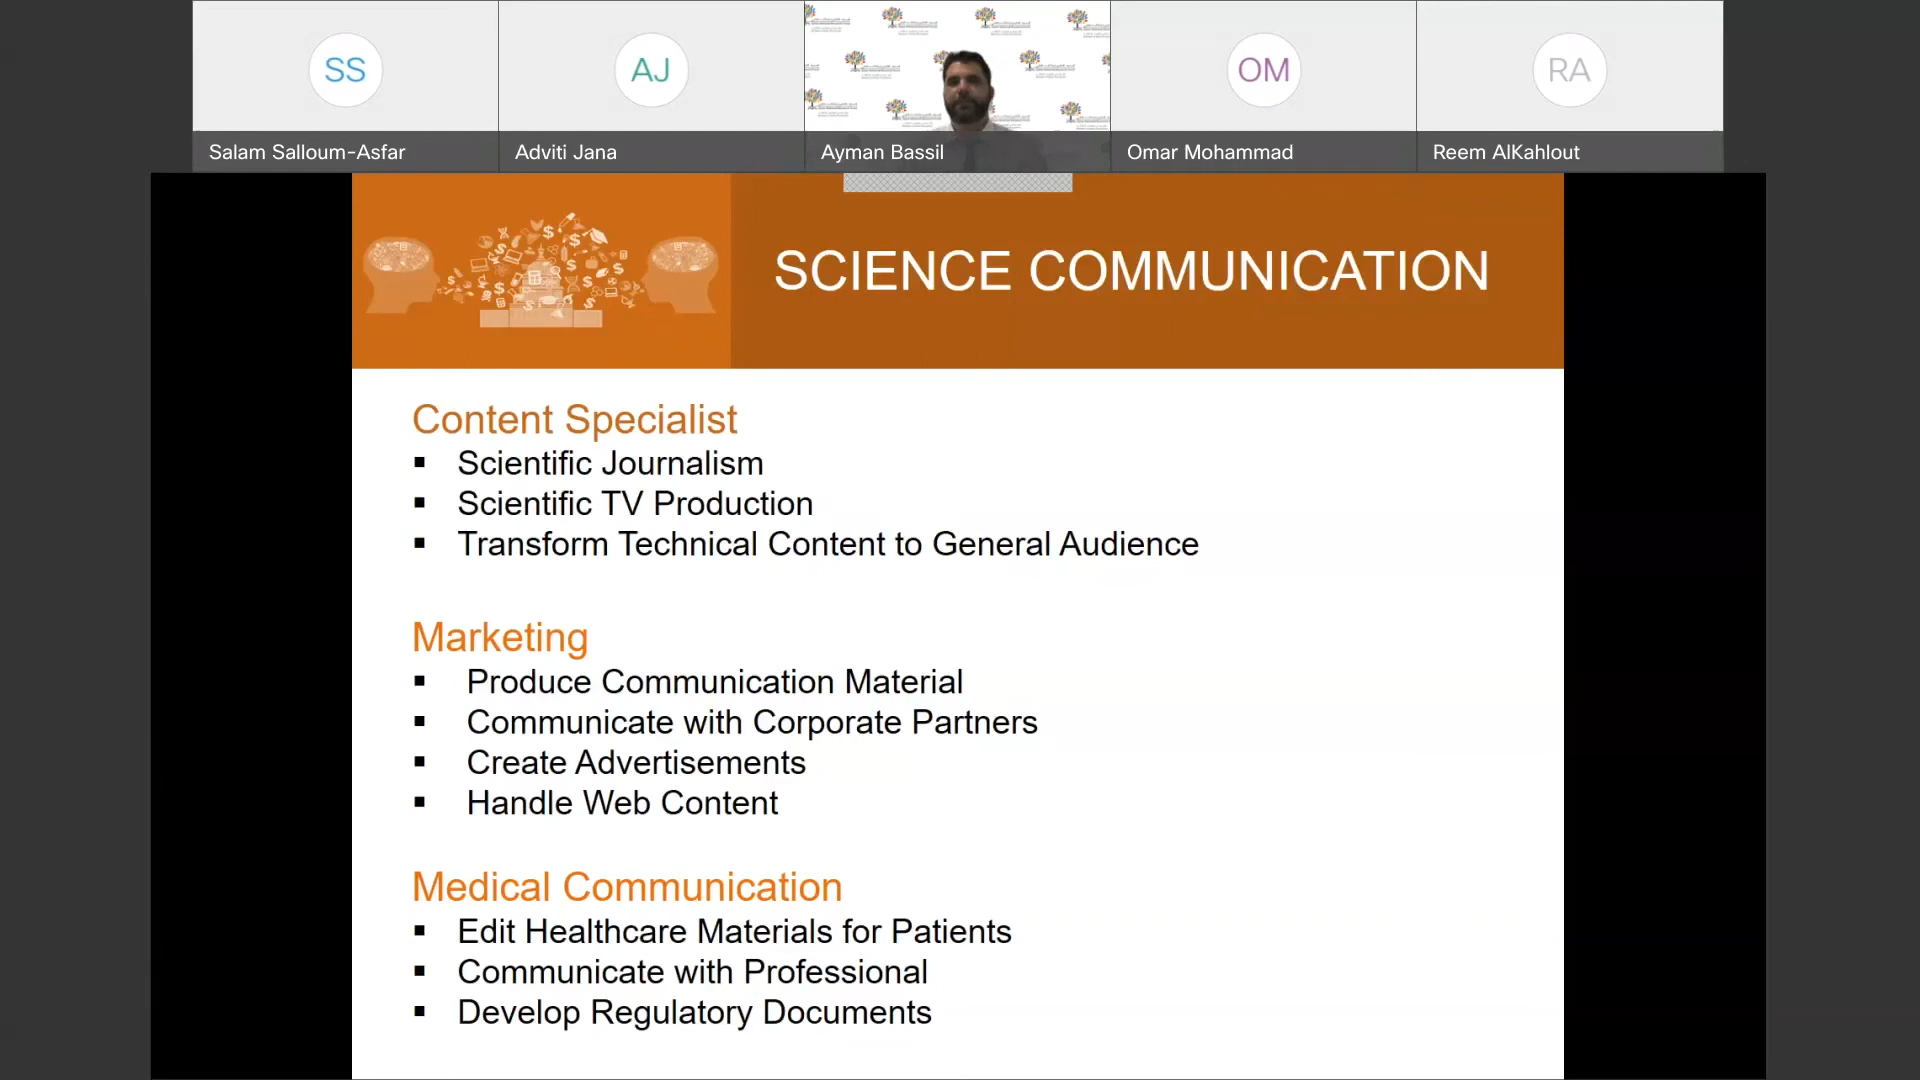 SS
AJ
OM
RA
Salam Salloum-Asfar
Adviti Jana
Ayman Bassil
Omar Mohammad
Reem AlKahlout
SCIENCE COMMUNICATION
Content Specialist
▪ Scientific Journalism
▪ Scientific TV Production
▪ Transform Technical Content to General Audience
Marketing
▪ Produce Communication Material
▪ Communicate with Corporate Partners
▪ Create Advertisements
▪ Handle Web Content
Medical Communication
▪ Edit Healthcare Materials for Patients
▪ Communicate with Professional
▪ Develop Regulatory Documents